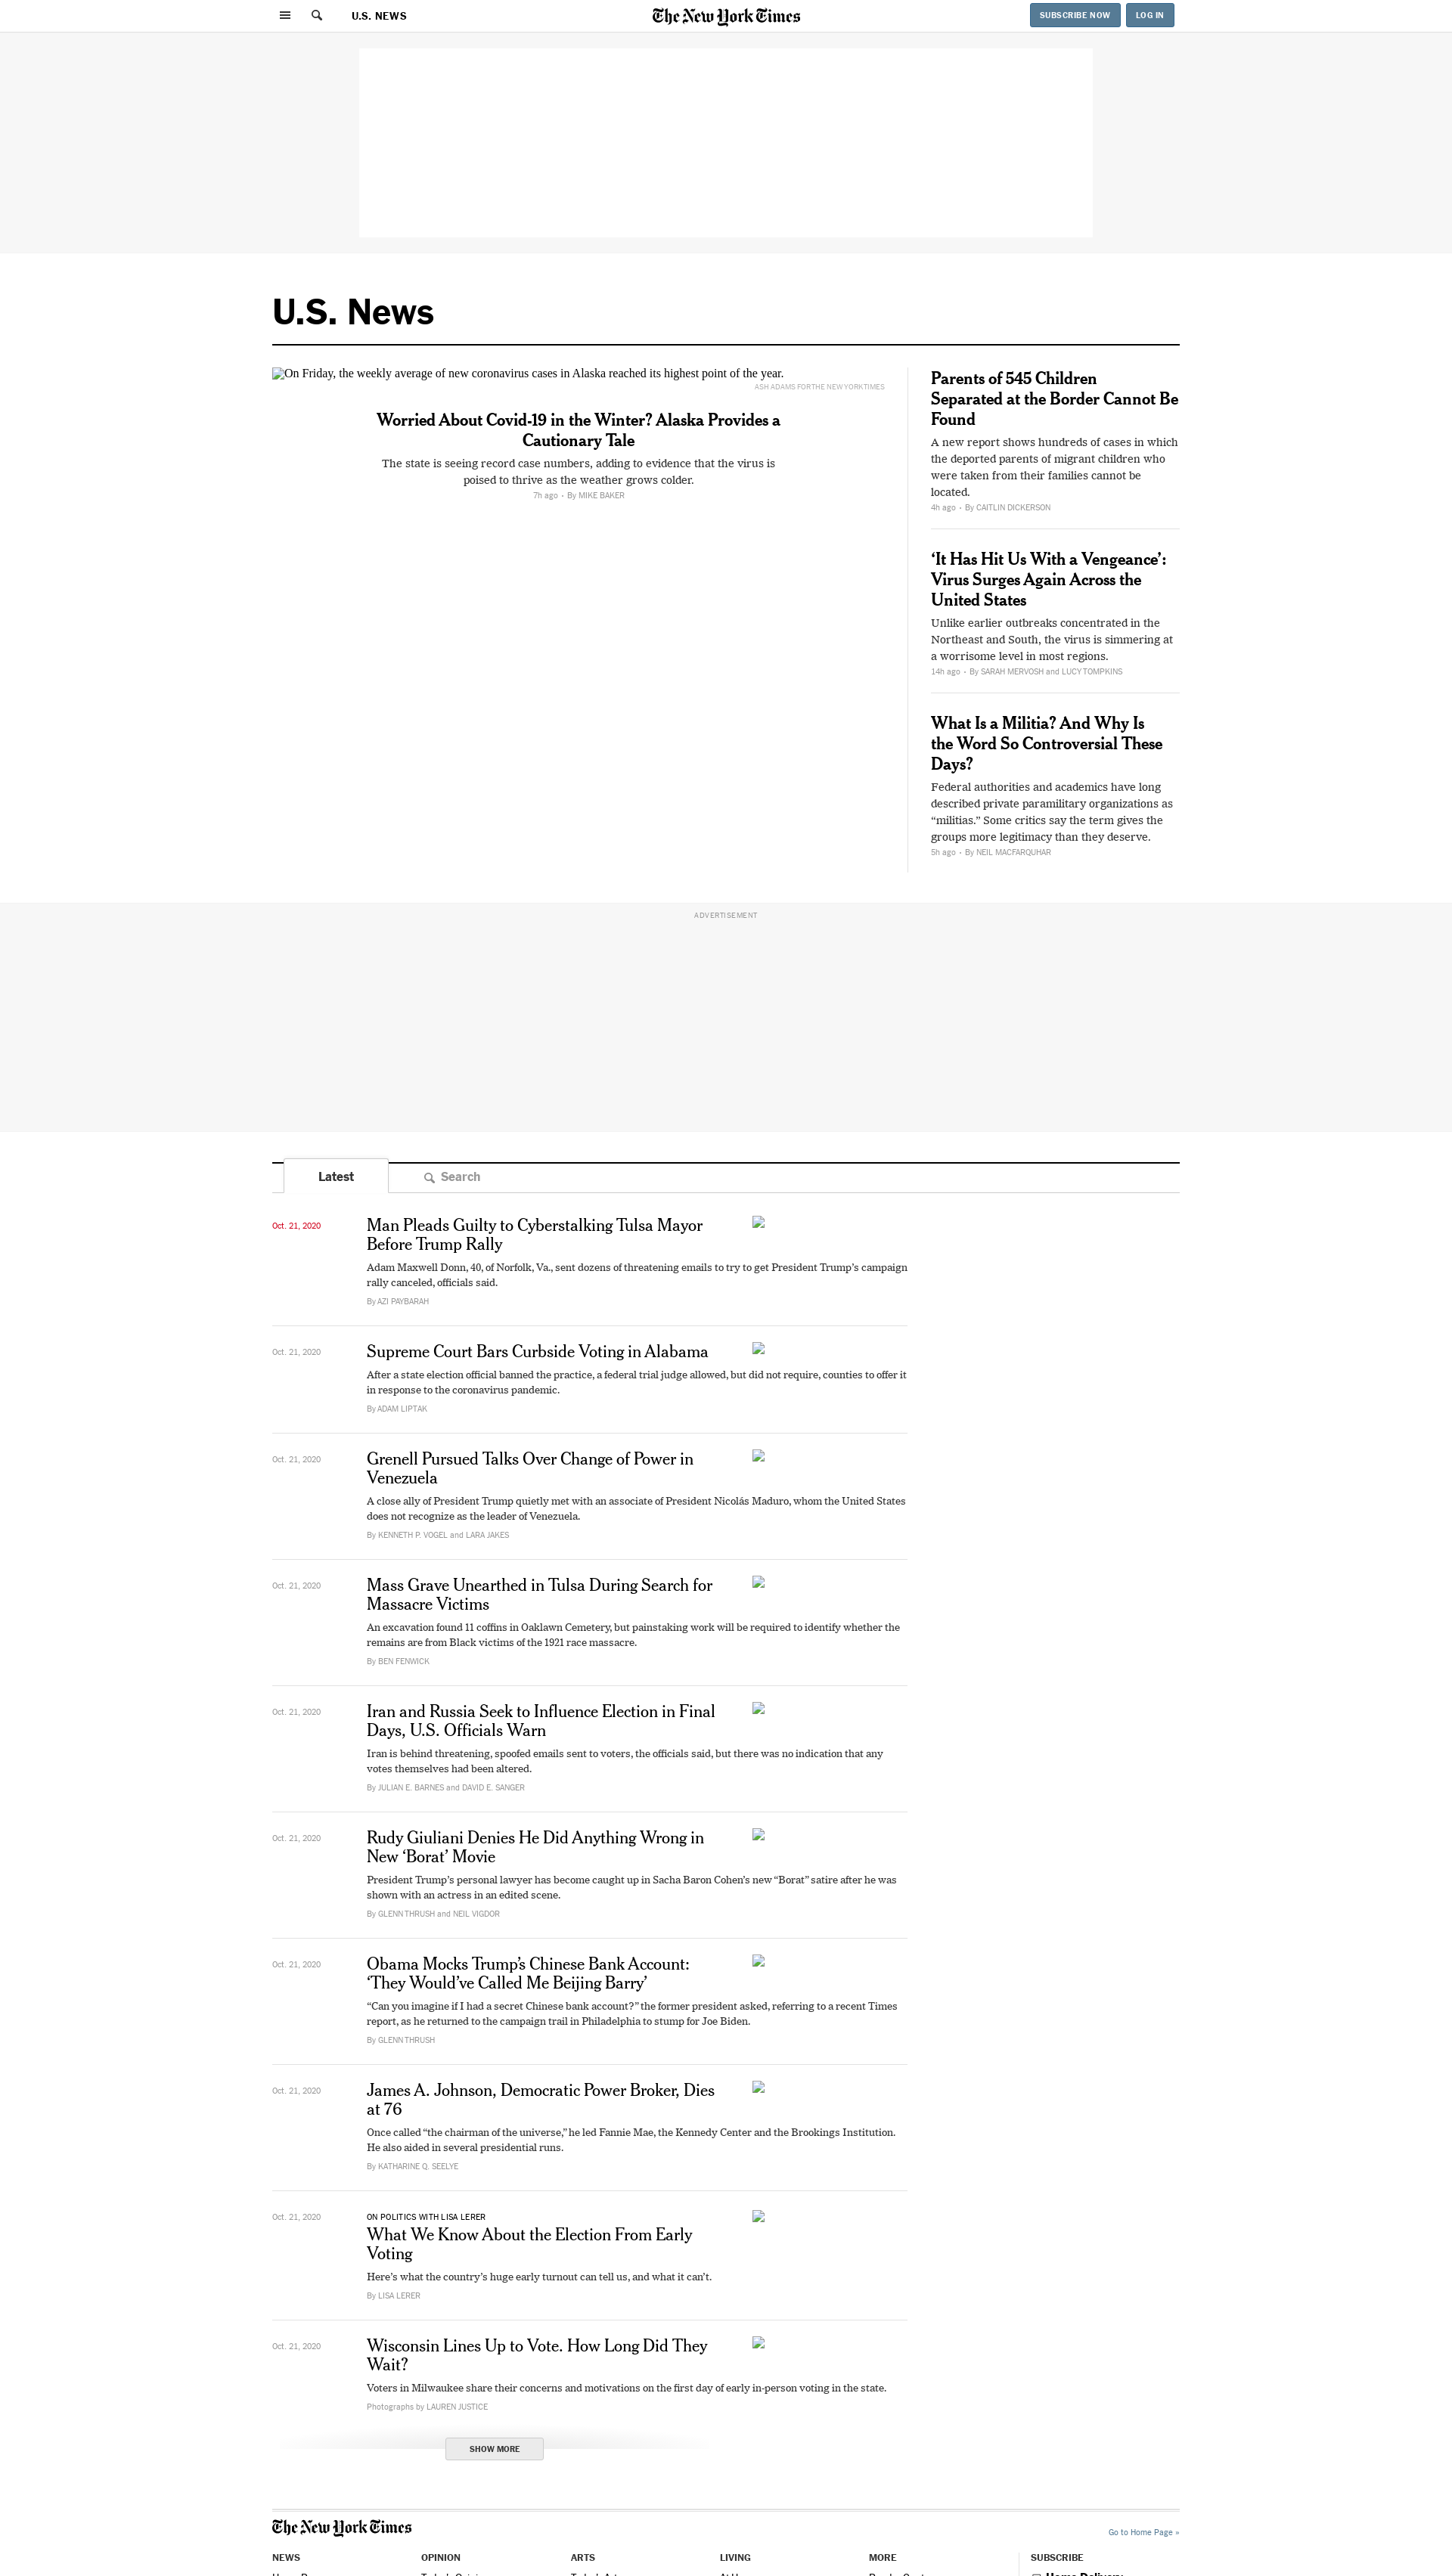 U.S. NEWS
The New York Times
SUBSCRIBE NOW
LOG IN
U.S. News
On Friday, the weekly average of new coronavirus cases in Alaska reached its highest point of the year.
ASH ADAMS FOR THE NEW YORK TIMES
Worried About Covid-19 in the Winter? Alaska Provides a
Cautionary Tale
The state is seeing record case numbers, adding to evidence that the virus is
poised to thrive as the weather grows colder.
7h ago • By MIKE BAKER
Parents of 545 Children
Separated at the Border Cannot Be
Found
A new report shows hundreds of cases in which
the deported parents of migrant children who
were taken from their families cannot be
located.
4h ago • By CAITLIN DICKERSON
‘It Has Hit Us With a Vengeance’:
Virus Surges Again Across the
United States
Unlike earlier outbreaks concentrated in the
Northeast and South, the virus is simmering at
a worrisome level in most regions.
14h ago • By SARAH MERVOSH and LUCY TOMPKINS
What Is a Militia? And Why Is
the Word So Controversial These
Days?
Federal authorities and academics have long
described private paramilitary organizations as
“militias.” Some critics say the term gives the
groups more legitimacy than they deserve.
5h ago • By NEIL MACFARQUHAR
ADVERTISEMENT
Latest
Search
Oct. 21, 2020
Man Pleads Guilty to Cyberstalking Tulsa Mayor
Before Trump Rally
Adam Maxwell Donn, 40, of Norfolk, Va., sent dozens of threatening emails to try to get President Trump’s campaign
rally canceled, officials said.
By AZI PAYBARAH
Oct. 21, 2020
Supreme Court Bars Curbside Voting in Alabama
After a state election official banned the practice, a federal trial judge allowed, but did not require, counties to offer it
in response to the coronavirus pandemic.
By ADAM LIPTAK
Oct. 21, 2020
Grenell Pursued Talks Over Change of Power in
Venezuela
A close ally of President Trump quietly met with an associate of President Nicolás Maduro, whom the United States
does not recognize as the leader of Venezuela.
By KENNETH P. VOGEL and LARA JAKES
Oct. 21, 2020
Mass Grave Unearthed in Tulsa During Search for
Massacre Victims
An excavation found 11 coffins in Oaklawn Cemetery, but painstaking work will be required to identify whether the
remains are from Black victims of the 1921 race massacre.
By BEN FENWICK
Oct. 21, 2020
Iran and Russia Seek to Influence Election in Final
Days, U.S. Officials Warn
Iran is behind threatening, spoofed emails sent to voters, the officials said, but there was no indication that any
votes themselves had been altered.
By JULIAN E. BARNES and DAVID E. SANGER
Oct. 21, 2020
Rudy Giuliani Denies He Did Anything Wrong in
New ‘Borat’ Movie
President Trump’s personal lawyer has become caught up in Sacha Baron Cohen’s new “Borat” satire after he was
shown with an actress in an edited scene.
By GLENN THRUSH and NEIL VIGDOR
Oct. 21, 2020
Obama Mocks Trump’s Chinese Bank Account:
‘They Would’ve Called Me Beijing Barry’
“Can you imagine if I had a secret Chinese bank account?” the former president asked, referring to a recent Times
report, as he returned to the campaign trail in Philadelphia to stump for Joe Biden.
By GLENN THRUSH
Oct. 21, 2020
James A. Johnson, Democratic Power Broker, Dies
at 76
Once called “the chairman of the universe,” he led Fannie Mae, the Kennedy Center and the Brookings Institution.
He also aided in several presidential runs.
By KATHARINE Q. SEELYE
Oct. 21, 2020
ON POLITICS WITH LISA LERER
What We Know About the Election From Early
Voting
Here’s what the country’s huge early turnout can tell us, and what it can’t.
By LISA LERER
Oct. 21, 2020
Wisconsin Lines Up to Vote. How Long Did They
Wait?
Voters in Milwaukee share their concerns and motivations on the first day of early in-person voting in the state.
Photographs by LAUREN JUSTICE
SHOW MORE
The New York Times
Go to Home Page »
NEWS
OPINION
ARTS
LIVING
MORE
SUBSCRIBE